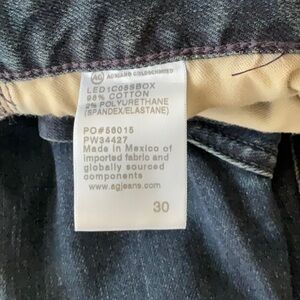 AG ADRIANO GOLDSCHMIED
LED1C06SBOX
98% COTTON
2% POLYURETHANE
(SPANDEX/ELASTANE)
PO#56015
PW34427
Made in Mexico of
imported fabric and
globally sourced
components
www.agjeans.com
30